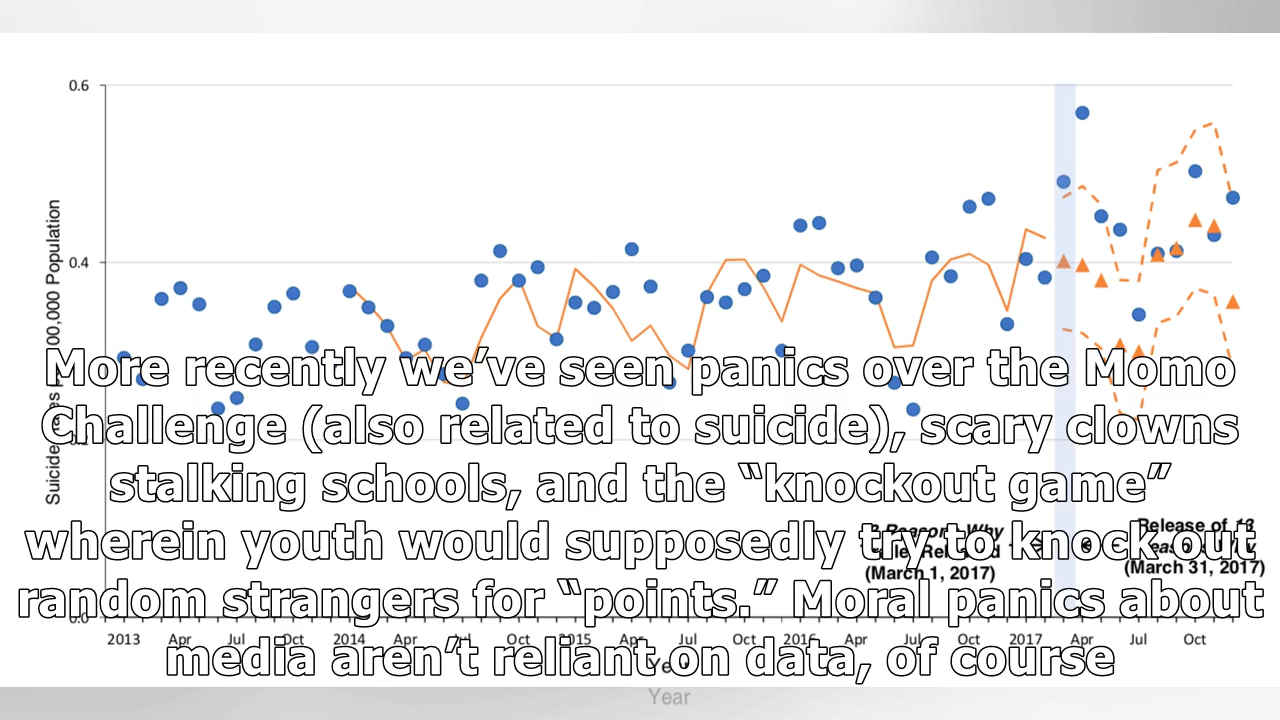 0.6
0.4
Suicide
00,000 Population
More recently we’ve seen panics over the Momo
Challenge (also related to suicide), scary clowns
stalking schools, and the “knockout game”
wherein youth would supposedly try to knock out
random strangers for “points.” Moral panics about
media aren’t reliant on data, of course
(March 1, 2017)
Release of 13
(March 31, 2017)
2013 Apr Jul Oct 2014 Apr Jul Oct 2015 Apr Jul Oct 2016 Apr Jul Oct 2017 Apr Jul Oct
Year